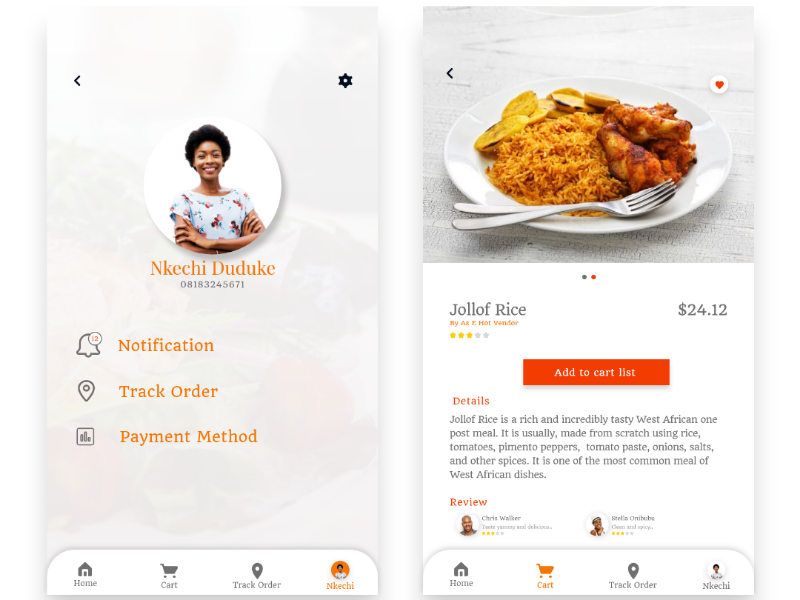 Nkechi Duduke
08183245671
12
Notification
Track Order
Payment Method
Home
Cart
Track Order
Nkechi
Jollof Rice
$24.12
By As E Hot Vendor
Add to cart list
Details
Jollof Rice is a rich and incredibly tasty West African one
post meal. It is usually, made from scratch using rice,
tomatoes, pimento peppers, tomato paste, onions, salts,
and other spices. It is one of the most common meal of
West African dishes.
Review
Chris Walker
Taste yummy and delicious..
Stella Onibubu
Clean and spicy..
Home
Cart
Track Order
Nkechi